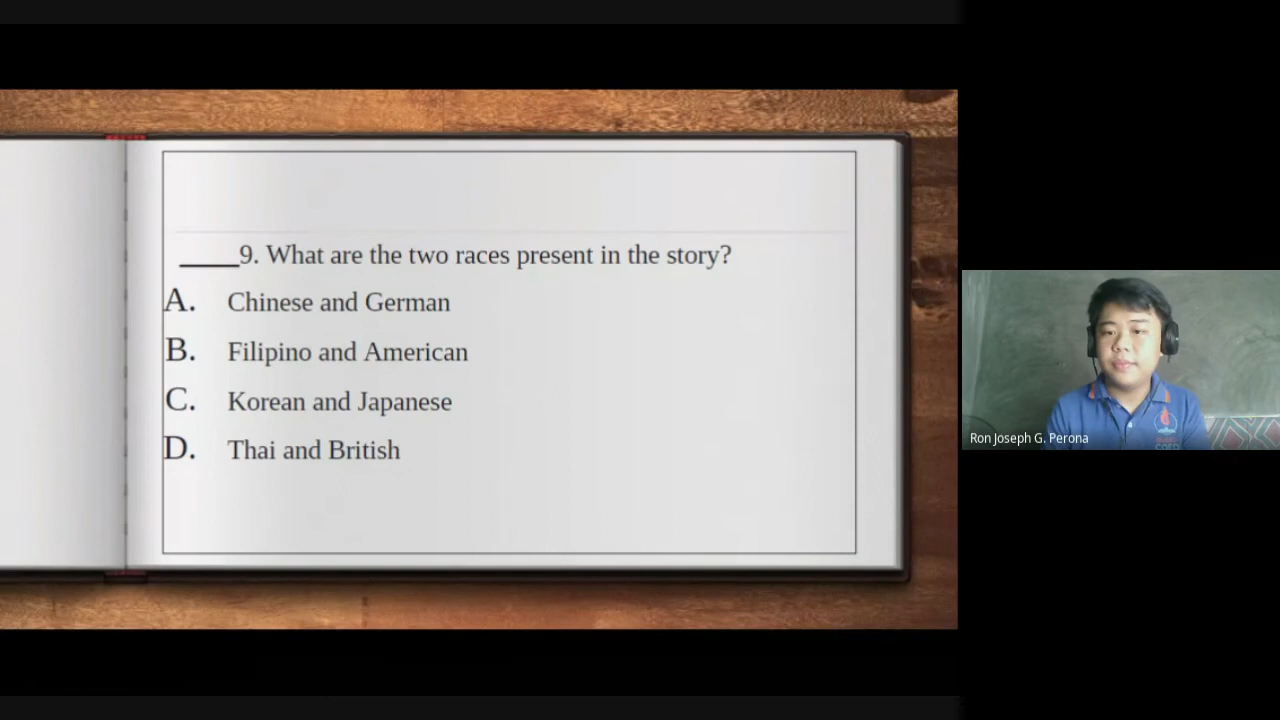 ____9. What are the two races present in the story?
A. Chinese and German
B. Filipino and American
C. Korean and Japanese
D. Thai and British
Ron Joseph G. Perona